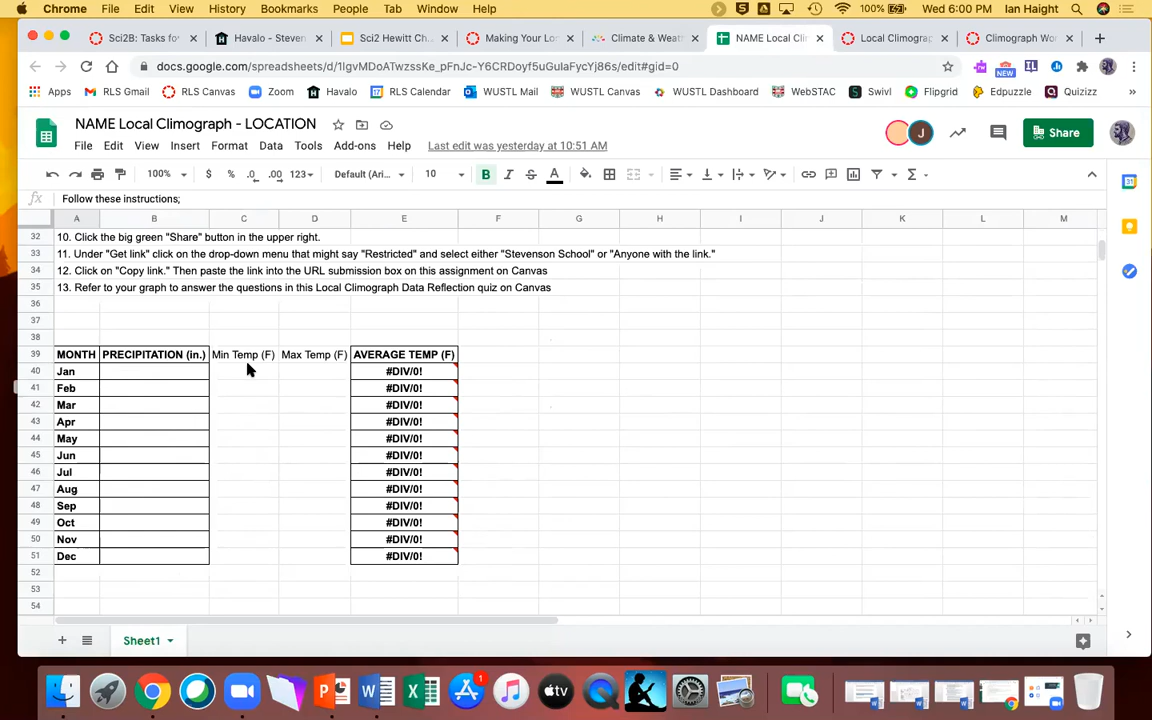 Chrome File Edit View History Bookmarks People Tab Window Help 100% Wed 6:00 PM Ian Haight
Sci2B: Tasks fo Havalo - Steven Sci2 Hewitt Ch Making Your Lo Climate & Weat NAME Local Cli Local Climograp Climograph Wor
docs.google.com/spreadsheets/d/1IgvMDoATwzssKe_pFnJc-Y6CRDoyf5uGuIaFycYj86s/edit#gid=0
NEW
Apps RLS Gmail RLS Canvas Zoom Havalo RLS Calendar WUSTL Mail WUSTL Canvas WUSTL Dashboard WebSTAC Swivl Flipgrid Edpuzzle Quizizz
NAME Local Climograph - LOCATION
J Share
File Edit View Insert Format Data Tools Add-ons Help Last edit was yesterday at 10:51 AM
100% $ % .0 .00 123 Default (Ari... 10 B I S A
fx Follow these instructions;
A B C D E F G H I J K L M
32 10. Click the big green "Share" button in the upper right.
33 11. Under "Get link" click on the drop-down menu that might say "Restricted" and select either "Stevenson School" or "Anyone with the link."
34 12. Click on "Copy link." Then paste the link into the URL submission box on this assignment on Canvas
35 13. Refer to your graph to answer the questions in this Local Climograph Data Reflection quiz on Canvas
36
37
38
39 MONTH PRECIPITATION (in.) Min Temp (F) Max Temp (F) AVERAGE TEMP (F)
40 Jan #DIV/0!
41 Feb #DIV/0!
42 Mar #DIV/0!
43 Apr #DIV/0!
44 May #DIV/0!
45 Jun #DIV/0!
46 Jul #DIV/0!
47 Aug #DIV/0!
48 Sep #DIV/0!
49 Oct #DIV/0!
50 Nov #DIV/0!
51 Dec #DIV/0!
52
53
54
Sheet1
1
tv